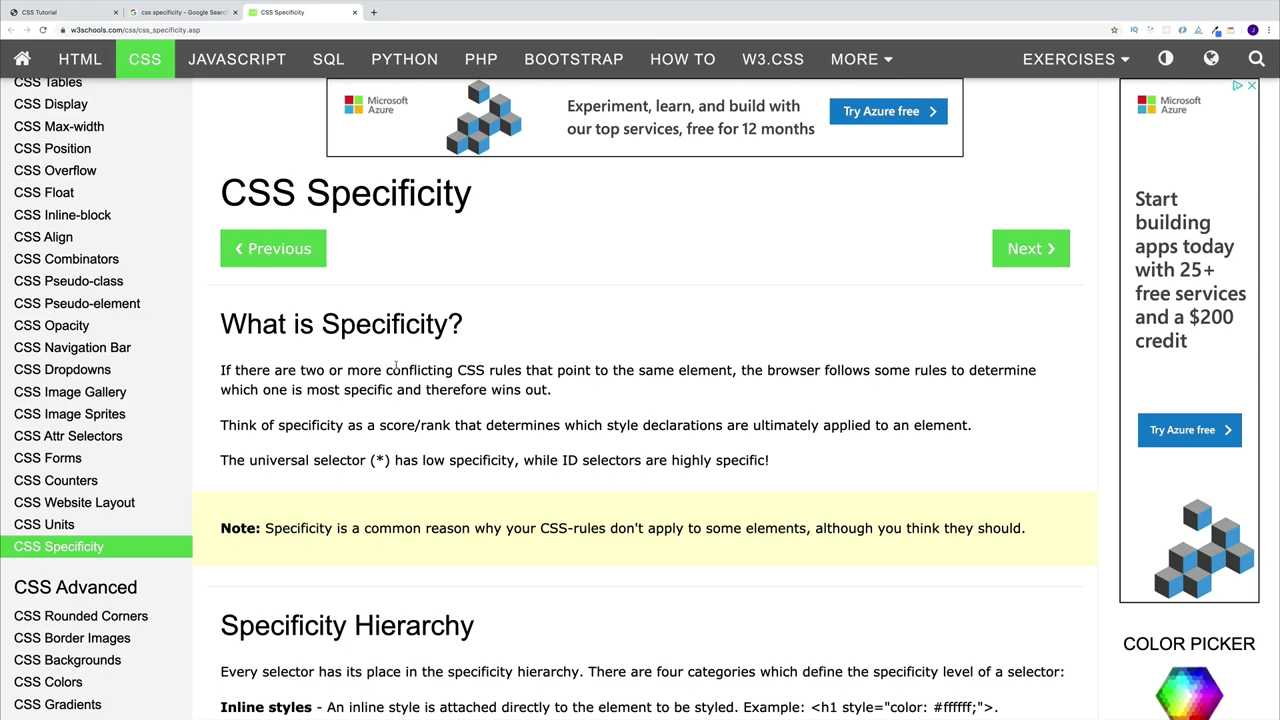 CSS Tutorial
css specificity - Google Searc
CSS Specificity
w3schools.com/css/css_specificity.asp
HTML
CSS
JAVASCRIPT
SQL
PYTHON
PHP
BOOTSTRAP
HOW TO
W3.CSS
MORE
EXERCISES
CSS Tables
CSS Display
CSS Max-width
CSS Position
CSS Overflow
CSS Float
CSS Inline-block
CSS Align
CSS Combinators
CSS Pseudo-class
CSS Pseudo-element
CSS Opacity
CSS Navigation Bar
CSS Dropdowns
CSS Image Gallery
CSS Image Sprites
CSS Attr Selectors
CSS Forms
CSS Counters
CSS Website Layout
CSS Units
CSS Specificity
CSS Advanced
CSS Rounded Corners
CSS Border Images
CSS Backgrounds
CSS Colors
CSS Gradients
Microsoft
Azure
Experiment, learn, and build with
our top services, free for 12 months
Try Azure free
CSS Specificity
❮ Previous
Next ❯
What is Specificity?
If there are two or more conflicting CSS rules that point to the same element, the browser follows some rules to determine
which one is most specific and therefore wins out.
Think of specificity as a score/rank that determines which style declarations are ultimately applied to an element.
The universal selector (*) has low specificity, while ID selectors are highly specific!
Note: Specificity is a common reason why your CSS-rules don't apply to some elements, although you think they should.
Specificity Hierarchy
Every selector has its place in the specificity hierarchy. There are four categories which define the specificity level of a selector:
Inline styles - An inline style is attached directly to the element to be styled. Example: <h1 style="color: #ffffff;">.
Microsoft
Azure
Start
building
apps today
with 25+
free services
and a $200
credit
Try Azure free
COLOR PICKER